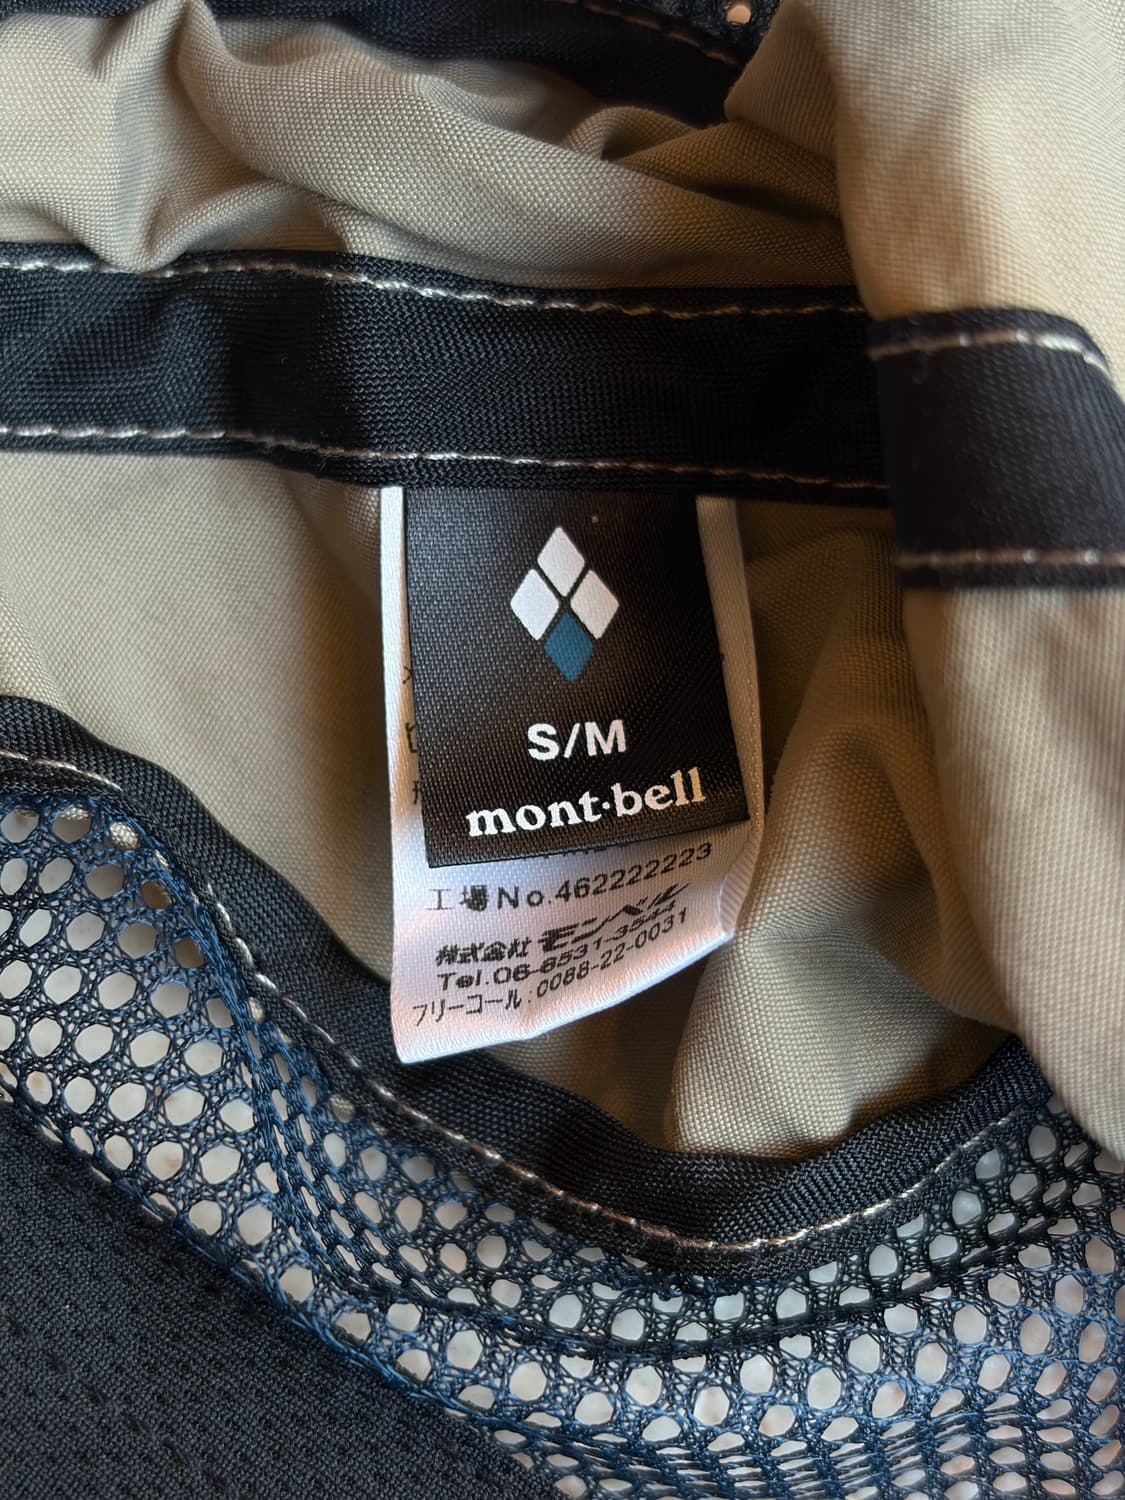 S/M
mont·bell
工場No.462222223
株式会社 モンベル
Tel.06-6531-3544
フリーコール:0088-22-0031